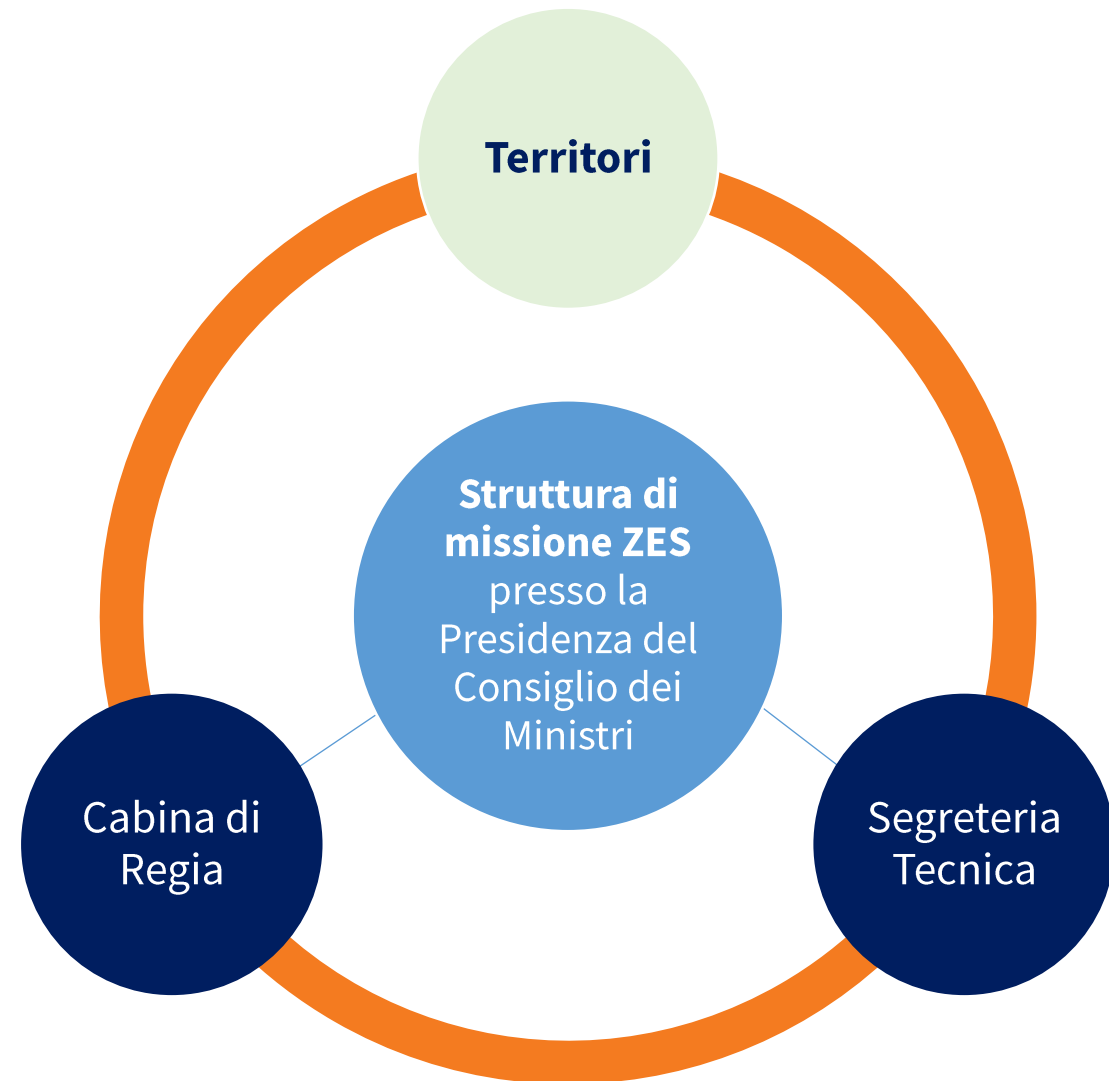 Territori
Struttura di
missione ZES
presso la
Presidenza del
Consiglio dei
Ministri
Cabina di
Regia
Segreteria
Tecnica